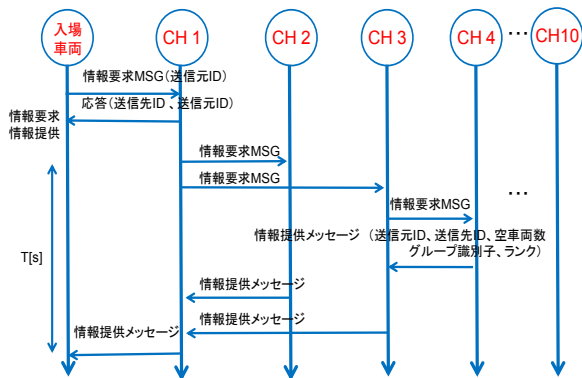 入場
車両
CH 1
CH 2
CH 3
CH 4
…
CH10
情報要求MSG(送信元ID)
応答(送信先ID 、送信元ID)
情報要求
情報提供
情報要求MSG
情報要求MSG
…
情報要求MSG
情報提供メッセージ (送信元ID、送信先ID、空車両数
グループ識別子、ランク)
T[s]
情報提供メッセージ
情報提供メッセージ
情報提供メッセージ